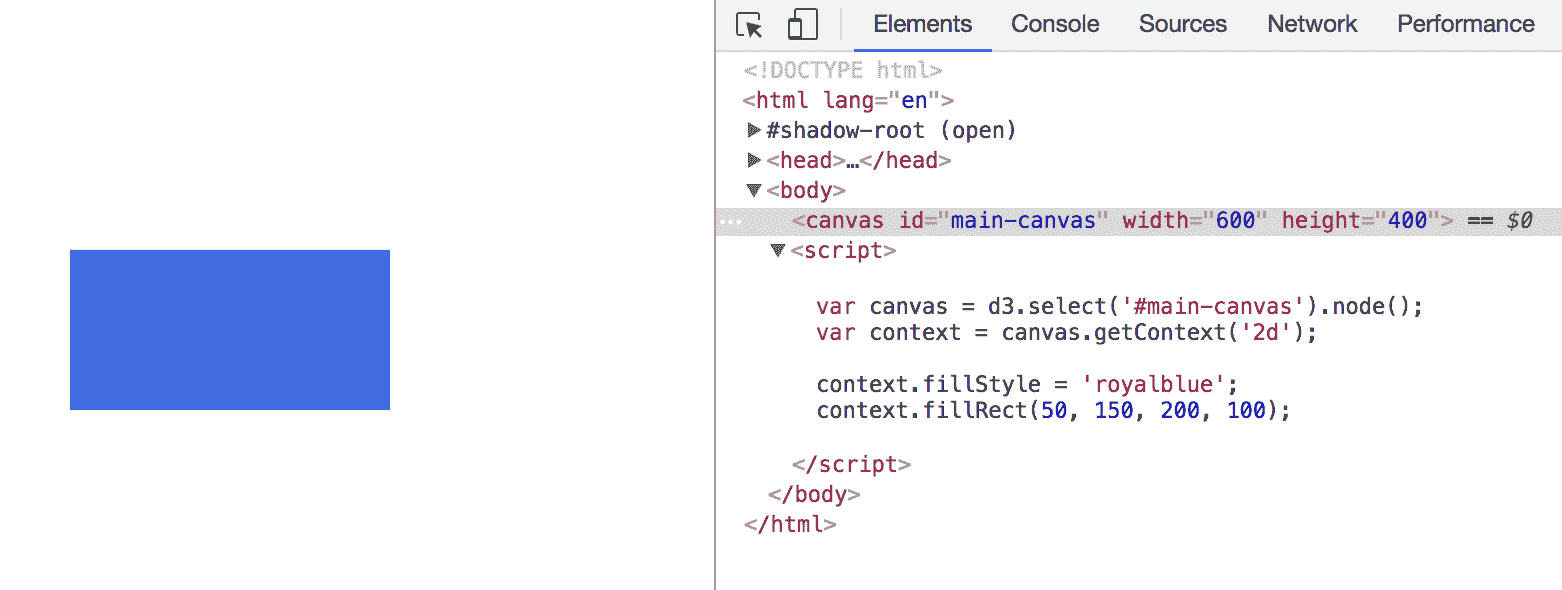 Elements Console Sources Network Performance
<!DOCTYPE html>
<html lang="en">
▶#shadow-root (open)
▶<head>…</head>
▼<body>
... <canvas id="main-canvas" width="600" height="400"> == $0
▼<script>
var canvas = d3.select('#main-canvas').node();
var context = canvas.getContext('2d');
context.fillStyle = 'royalblue';
context.fillRect(50, 150, 200, 100);
</script>
</body>
</html>